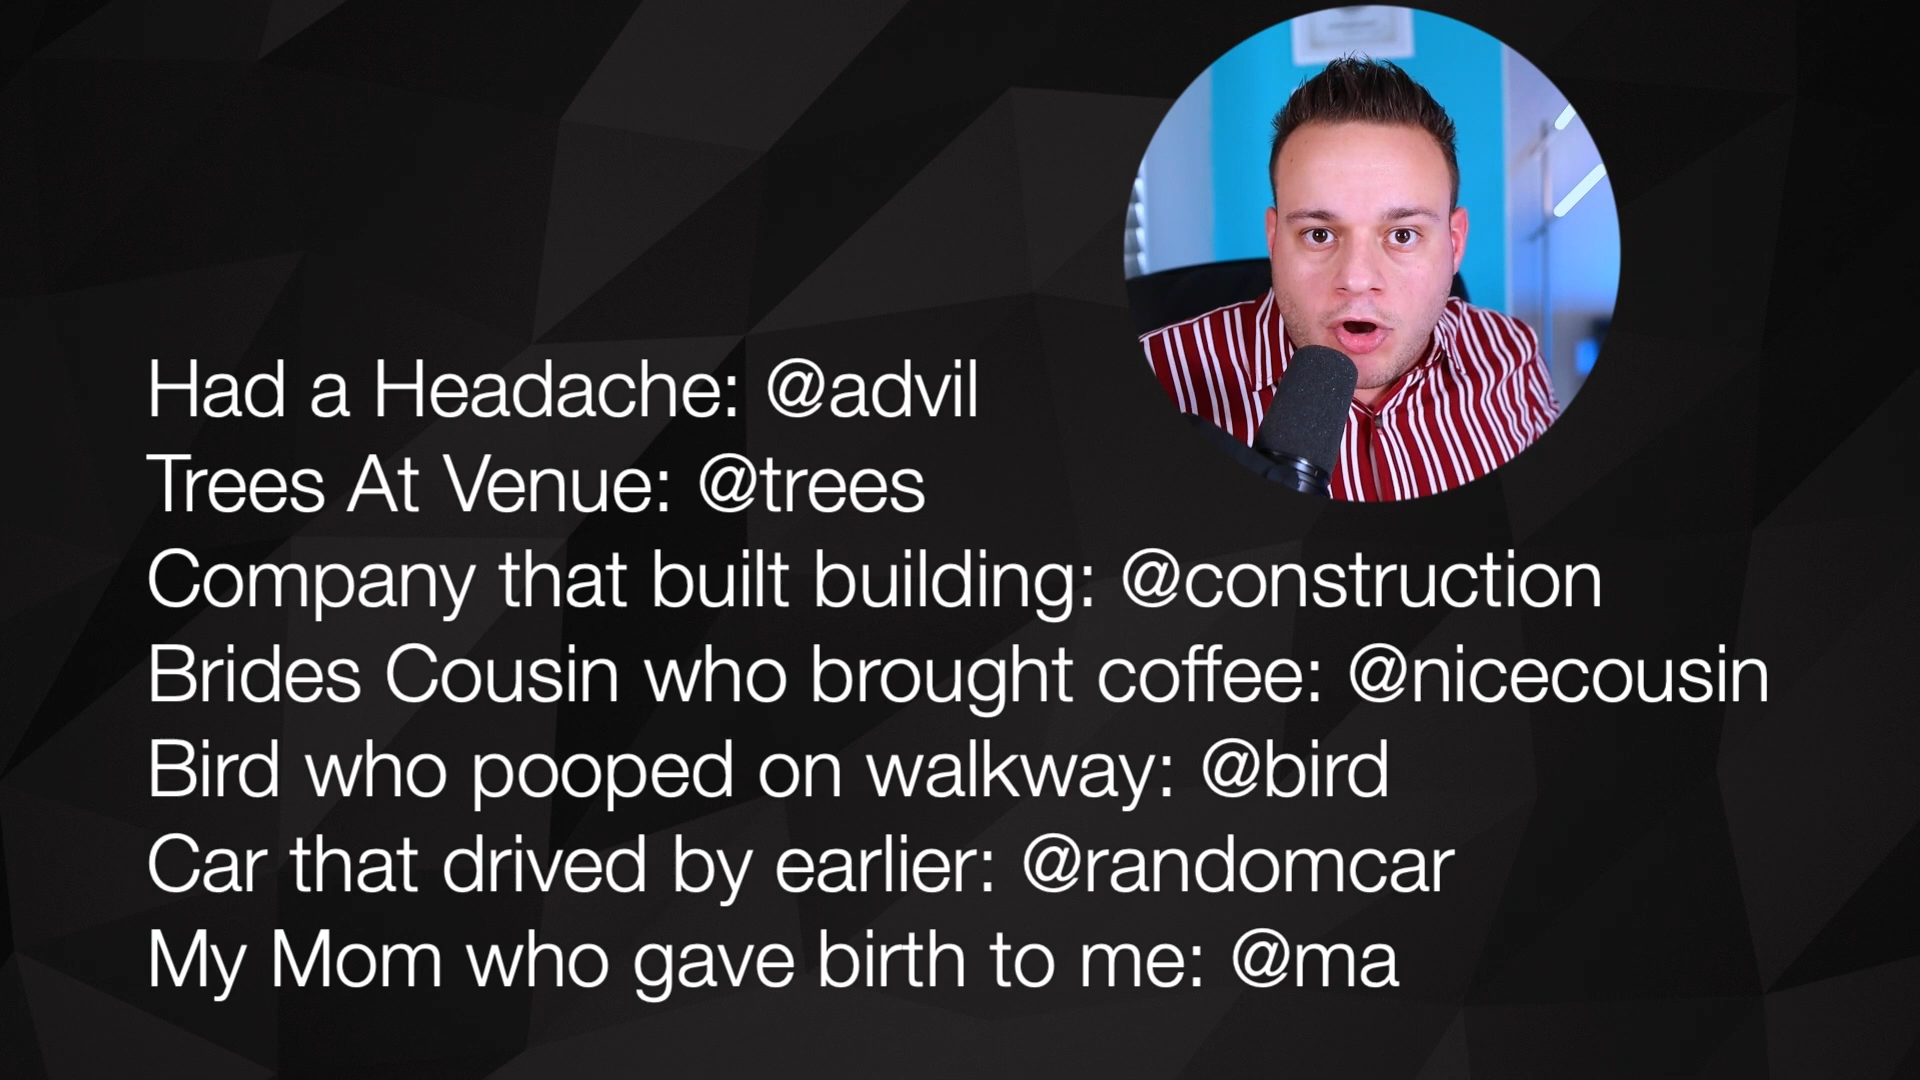 Had a Headache: @advil
Trees At Venue: @trees
Company that built building: @construction
Brides Cousin who brought coffee: @nicecousin
Bird who pooped on walkway: @bird
Car that drived by earlier: @randomcar
My Mom who gave birth to me: @ma